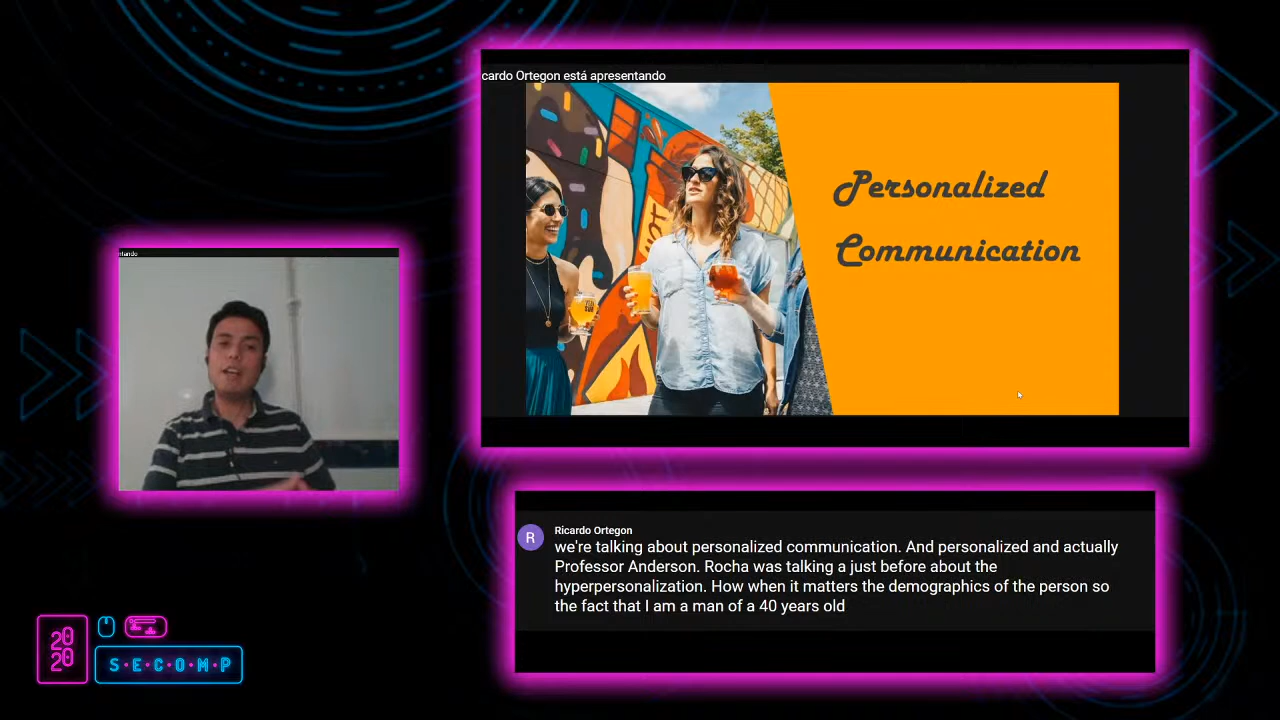 cardo Ortegon está apresentando
Personalized
Communication
ntando
R
Ricardo Ortegon
we're talking about personalized communication. And personalized and actually
Professor Anderson. Rocha was talking a just before about the
hyperpersonalization. How when it matters the demographics of the person so
the fact that I am a man of a 40 years old
20
20
S·E·C·O·M·P